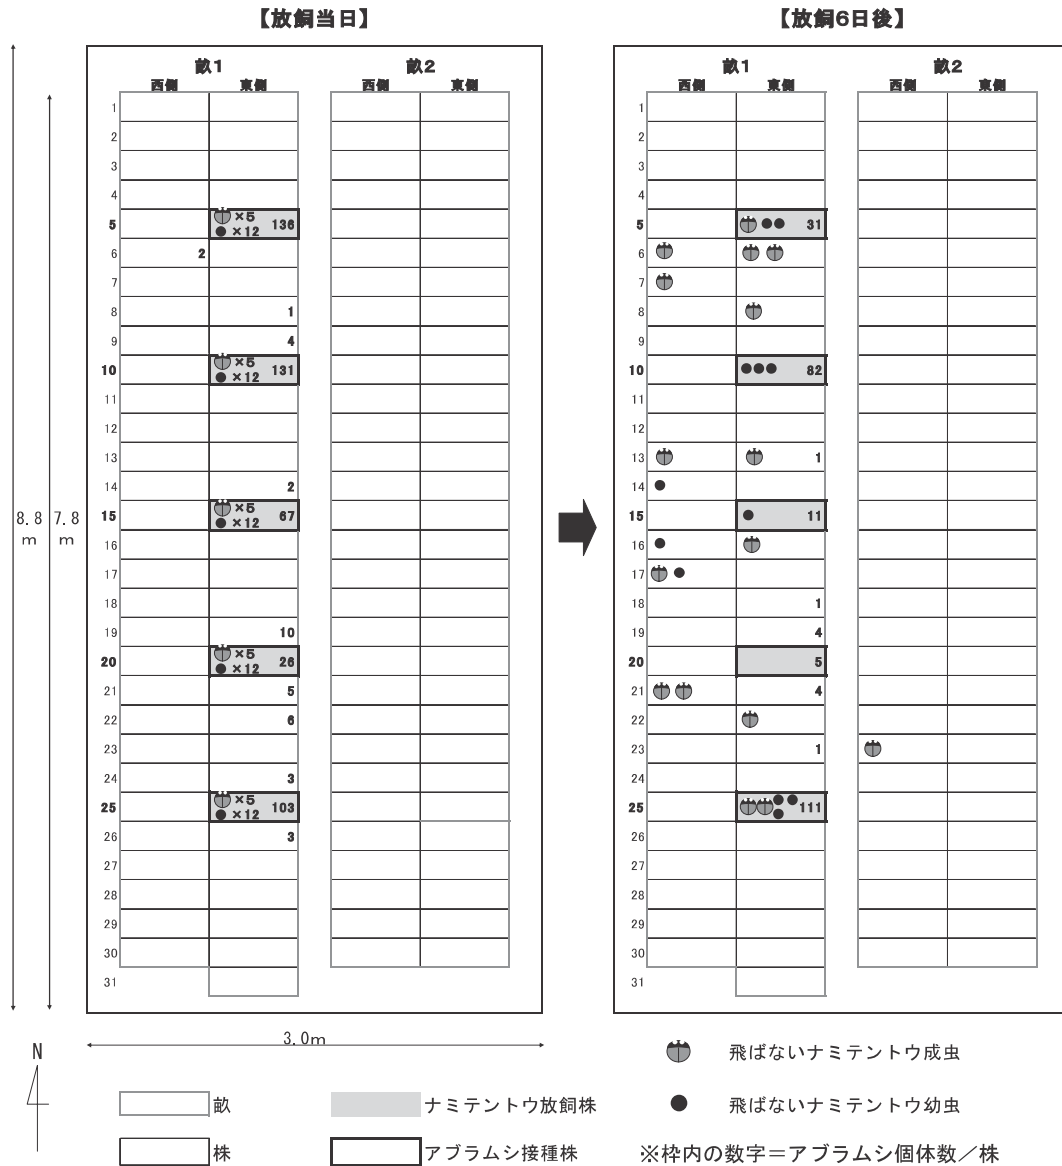 【放飼当日】 【放飼6日後】
畝1 畝2 畝1 畝2
西側 東側 西側 東側 西側 東側 西側 東側
1 1
2 2
3 3
4 4
5 ×5 136 5 31
×12
6 2 6
7 7
8 1 8
9 4 9
10 ×5 131 10 82
×12
11 11
12 12
13 13 1
14 2 14
15 ×5 67 15 11
×12
16 16
17 17
18 18 1
19 10 19 4
20 ×5 26 20 5
×12
21 5 21 4
22 6 22
23 23 1
24 3 24
25 ×5 103 25 111
×12
26 3 26
27 27
28 28
29 29
30 30
31 31
8.8 7.8
m m
3.0m
N
飛ばないナミテントウ成虫
畝 ナミテントウ放飼株 飛ばないナミテントウ幼虫
株 アブラムシ接種株 ※枠内の数字＝アブラムシ個体数／株